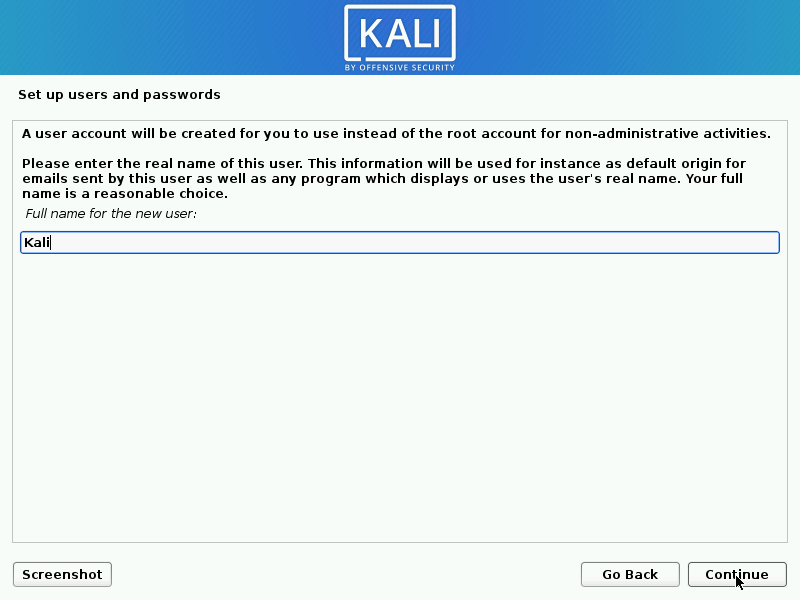 KALI
BY OFFENSIVE SECURITY
Set up users and passwords
A user account will be created for you to use instead of the root account for non-administrative activities.
Please enter the real name of this user. This information will be used for instance as default origin for
emails sent by this user as well as any program which displays or uses the user's real name. Your full
name is a reasonable choice.
Full name for the new user:
Kali
Screenshot
Go Back
Continue